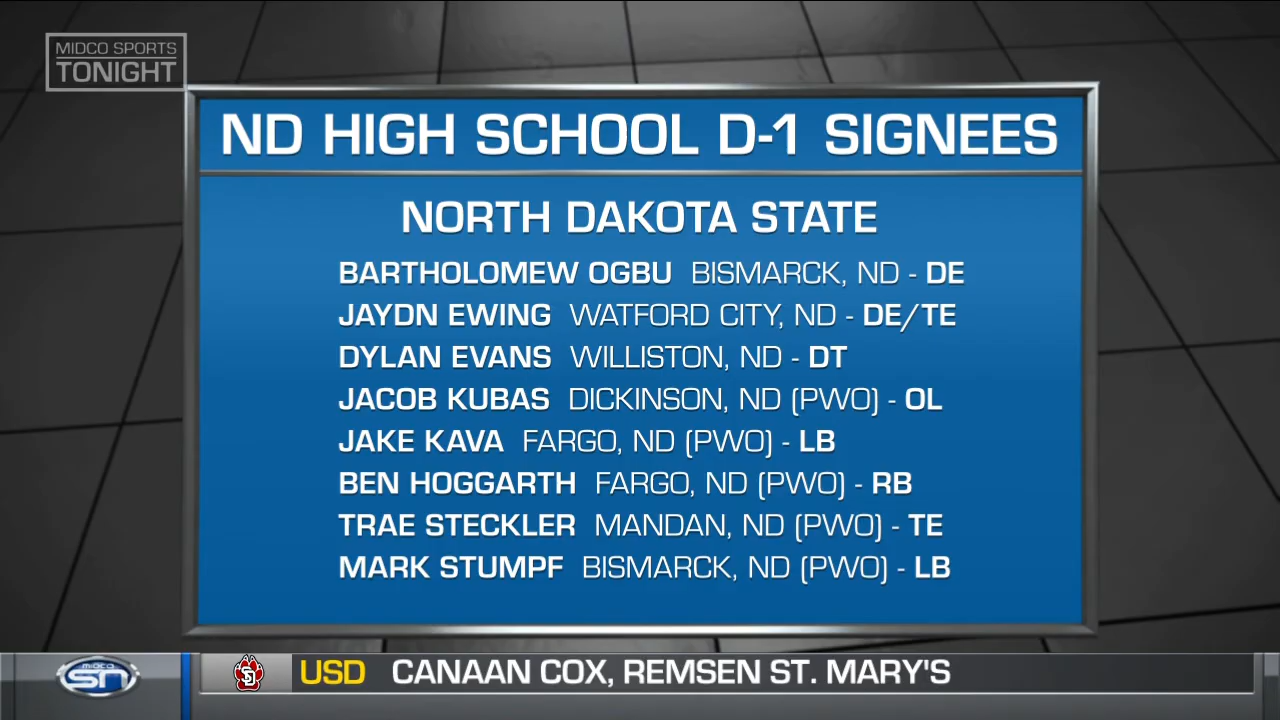 MIDCO SPORTS
TONIGHT
ND HIGH SCHOOL D-1 SIGNEES
NORTH DAKOTA STATE
BARTHOLOMEW OGBU BISMARCK, ND - DE
JAYDN EWING WATFORD CITY, ND - DE/TE
DYLAN EVANS WILLISTON, ND - DT
JACOB KUBAS DICKINSON, ND (PWO) - OL
JAKE KAVA FARGO, ND (PWO) - LB
BEN HOGGARTH FARGO, ND (PWO) - RB
TRAE STECKLER MANDAN, ND (PWO) - TE
MARK STUMPF BISMARCK, ND (PWO) - LB
MIDCO
SN
SD
USD CANAAN COX, REMSEN ST. MARY'S